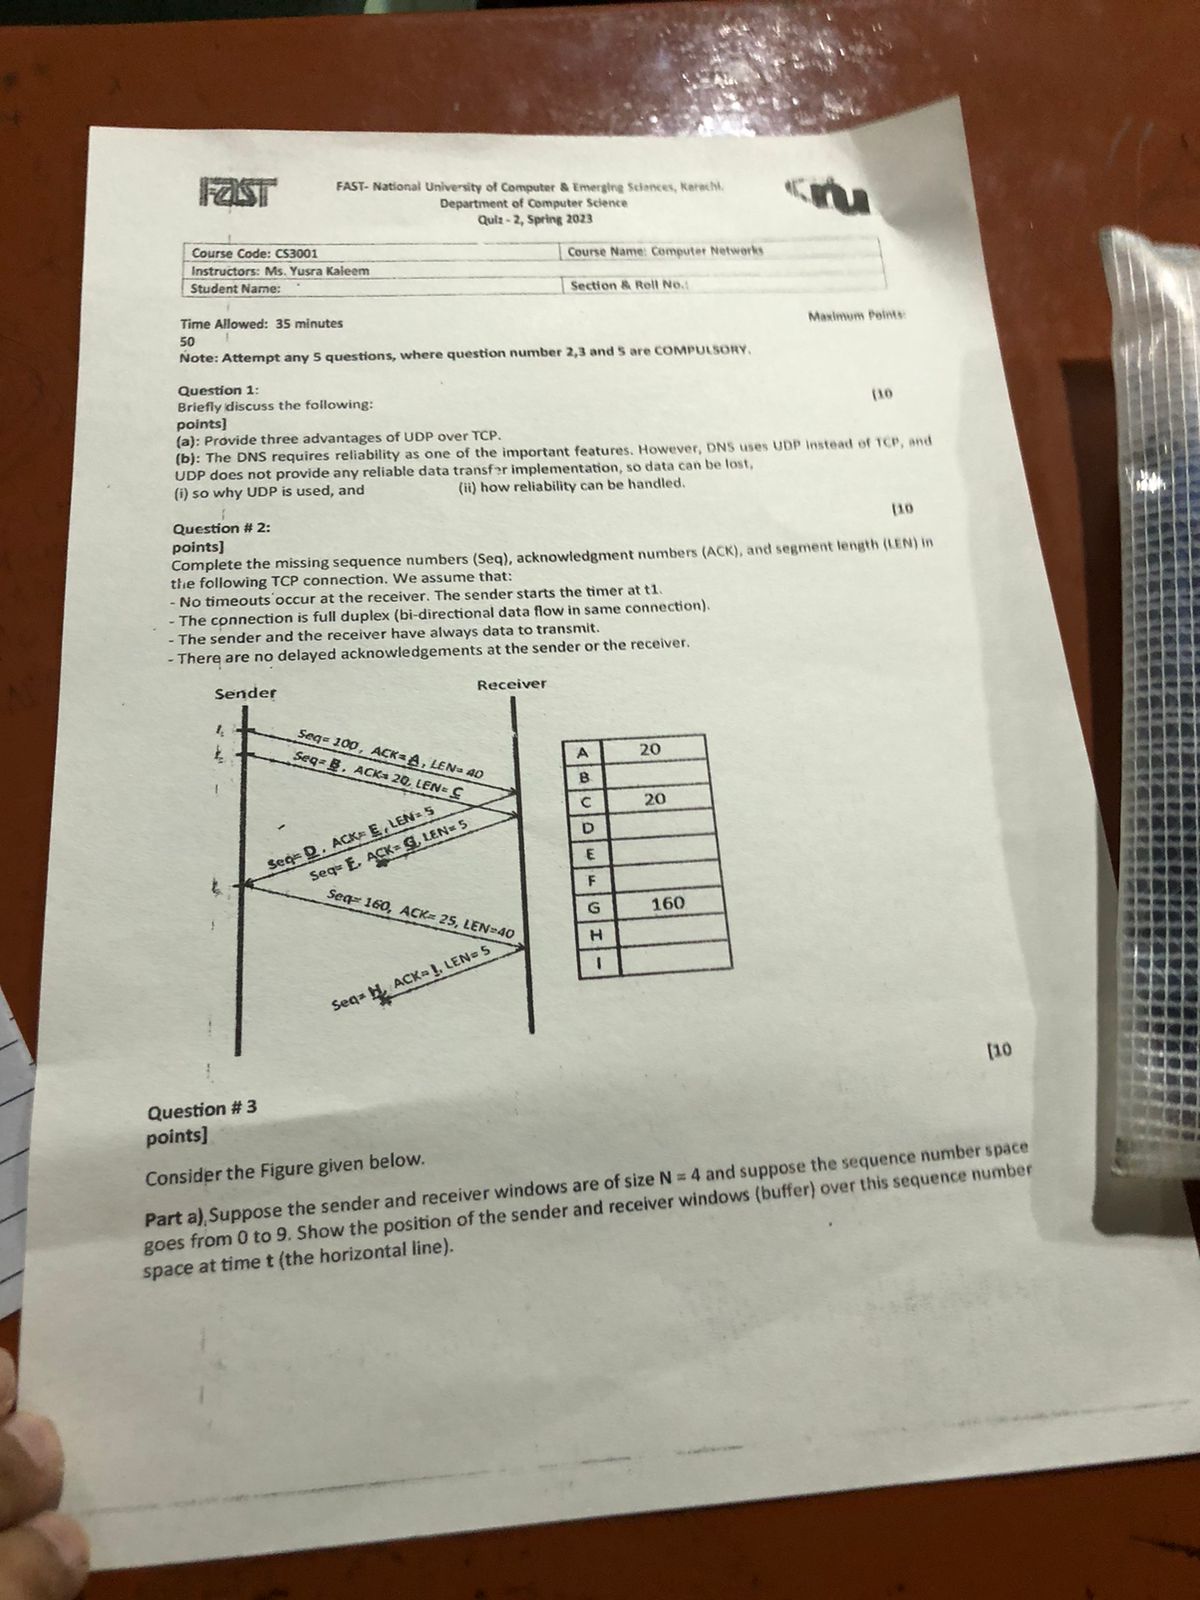 FAST
FAST- National University of Computer & Emerging Sciences, Karachi.
Department of Computer Science
Quiz - 2, Spring 2023
Course Code: CS3001 Course Name: Computer Networks
Instructors: Ms. Yusra Kaleem
Student Name: Section & Roll No.:
Time Allowed: 35 minutes Maximum Points:
50
Note: Attempt any 5 questions, where question number 2,3 and 5 are COMPULSORY.
Question 1: [10
Briefly discuss the following:
points]
(a): Provide three advantages of UDP over TCP.
(b): The DNS requires reliability as one of the important features. However, DNS uses UDP instead of TCP, and
UDP does not provide any reliable data transfer implementation, so data can be lost,
(i) so why UDP is used, and (ii) how reliability can be handled.
Question # 2: [10
points]
Complete the missing sequence numbers (Seq), acknowledgment numbers (ACK), and segment length (LEN) in
the following TCP connection. We assume that:
- No timeouts occur at the receiver. The sender starts the timer at t1.
- The connection is full duplex (bi-directional data flow in same connection).
- The sender and the receiver have always data to transmit.
- There are no delayed acknowledgements at the sender or the receiver.
Sender Receiver
Seq= 100, ACK= A, LEN= 40
Seq= B, ACK= 20, LEN= C
Seq= D, ACK= E, LEN= 5
Seq= F, ACK= G, LEN= 5
Seq= 160, ACK= 25, LEN=40
Seq= H, ACK= I, LEN= 5
A 20
B
C 20
D
E
F
G 160
H
I
[10
Question # 3
points]
Consider the Figure given below.
Part a) Suppose the sender and receiver windows are of size N = 4 and suppose the sequence number space
goes from 0 to 9. Show the position of the sender and receiver windows (buffer) over this sequence number
space at time t (the horizontal line).